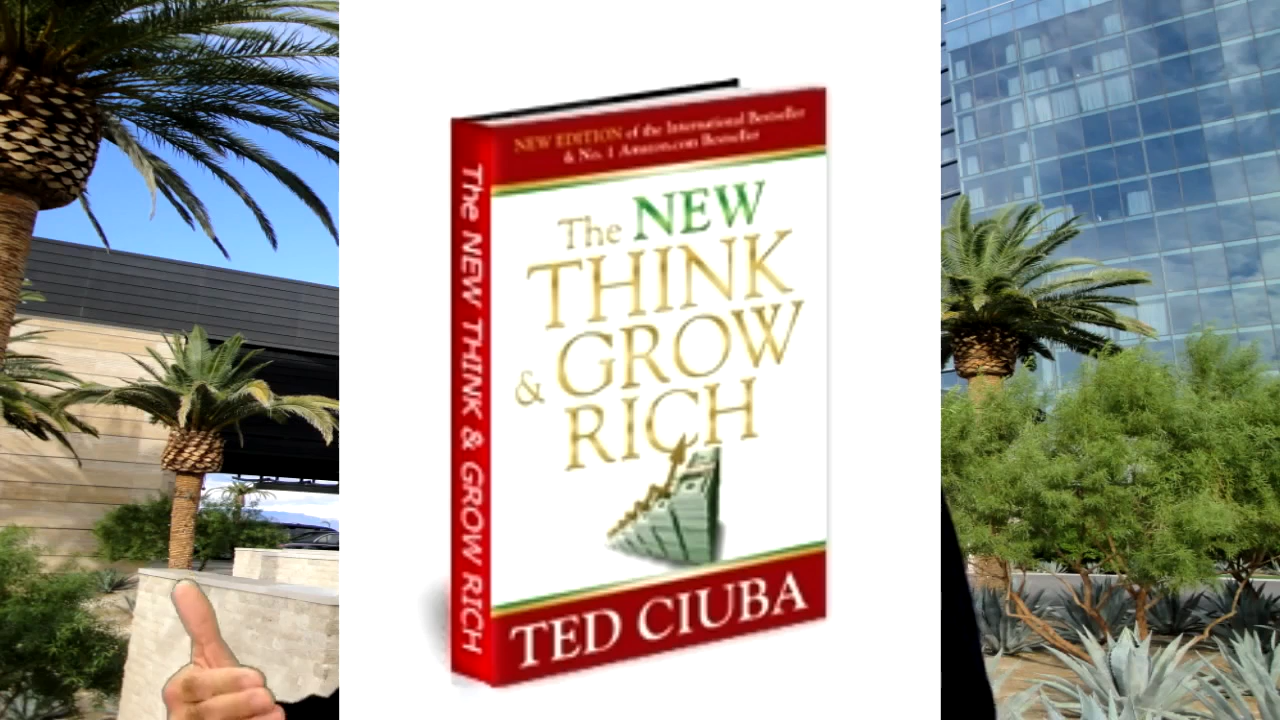 NEW EDITION of the International Bestseller
& No. 1 Amazon.com Bestseller
The NEW
THINK
& GROW
RICH
TED CIUBA
The NEW THINK & GROW RICH